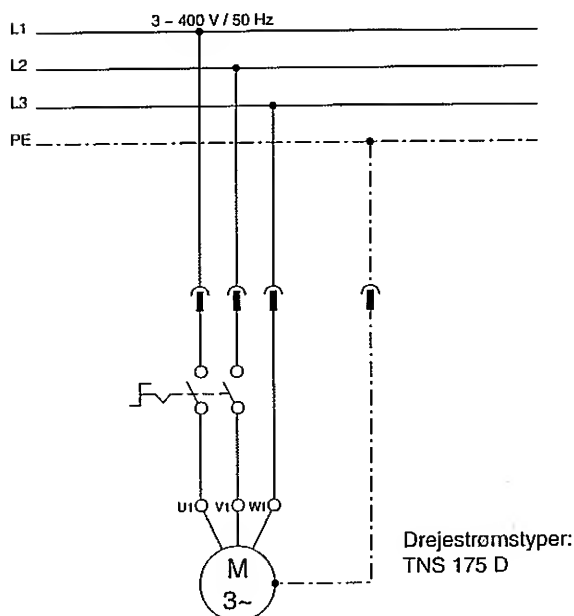 3 ~ 400 V / 50 Hz
L1
L2
L3
PE
U1 V1 W1
M
3~
Drejestrømstyper:
TNS 175 D